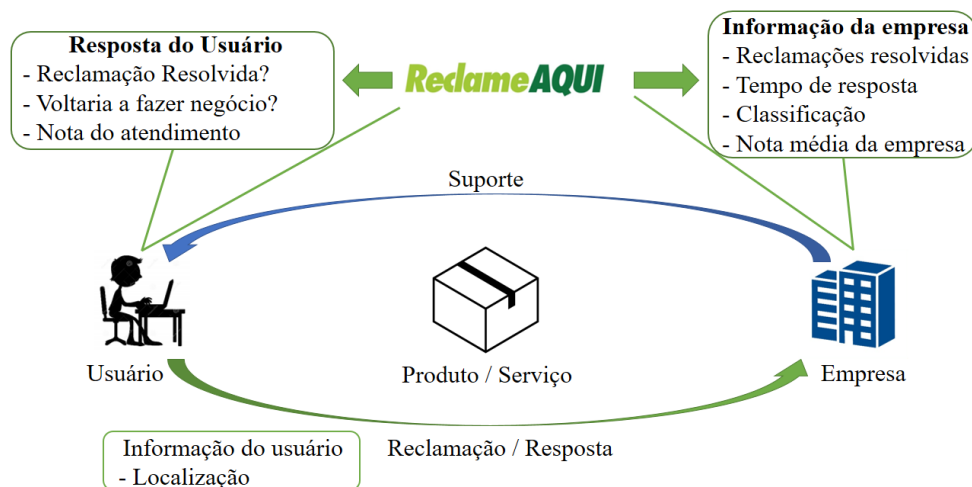 Resposta do Usuário
- Reclamação Resolvida?
- Voltaria a fazer negócio?
- Nota do atendimento
ReclameAQUI
Informação da empresa
- Reclamações resolvidas
- Tempo de resposta
- Classificação
- Nota média da empresa
Suporte
Usuário
Produto / Serviço
Empresa
Informação do usuário
- Localização
Reclamação / Resposta